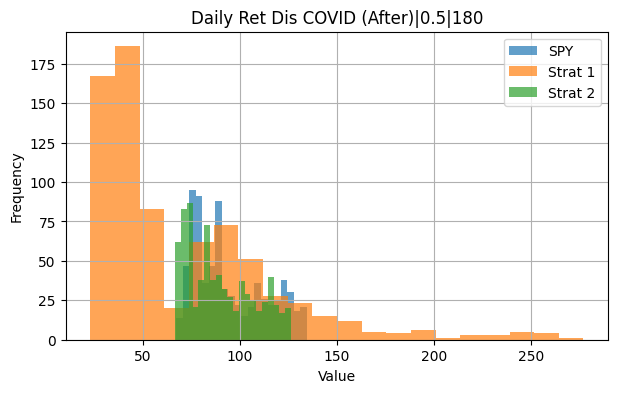 Daily Ret Dis COVID (After)|0.5|180
SPY
Strat 1
Strat 2
Frequency
175
150
125
100
75
50
25
0
50
100
150
200
250
Value